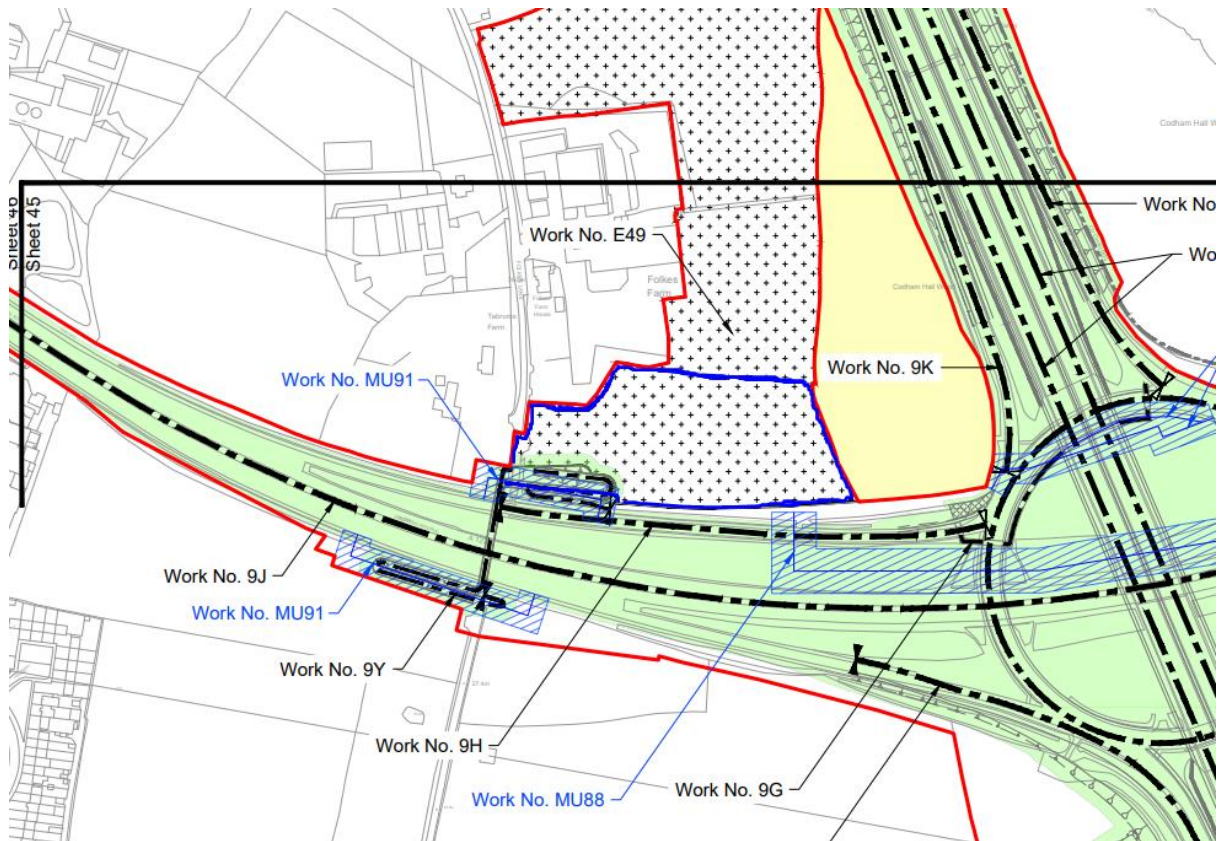 Codham Hall W
Sheet 46
Sheet 45
Work No
Work No. E49
Wo
Folkes
Farm
Codham Hall W
Tabrums
Farm
Work No. MU91
Work No. 9K
Work No. 9J
Work No. MU91
Work No. 9Y
Work No. 9H
Work No. MU88
Work No. 9G